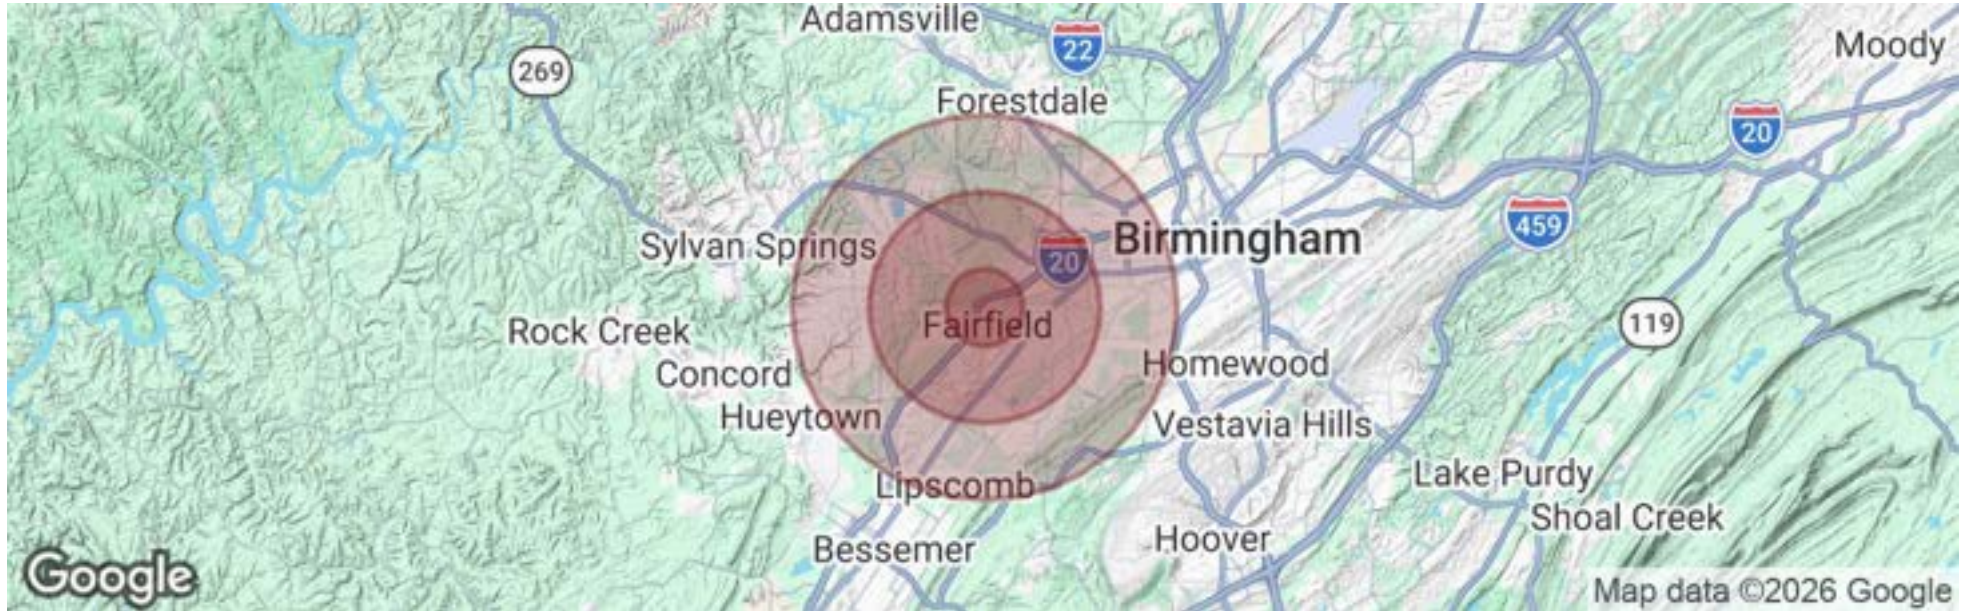 Adamsville
22
Moody
269
Forestdale
20
459
Birmingham
Sylvan Springs
20
Fairfield
119
Rock Creek
Homewood
Concord
Hueytown
Vestavia Hills
Lake Purdy
Lipscomb
Shoal Creek
Hoover
Bessemer
Google
Map data ©2026 Google